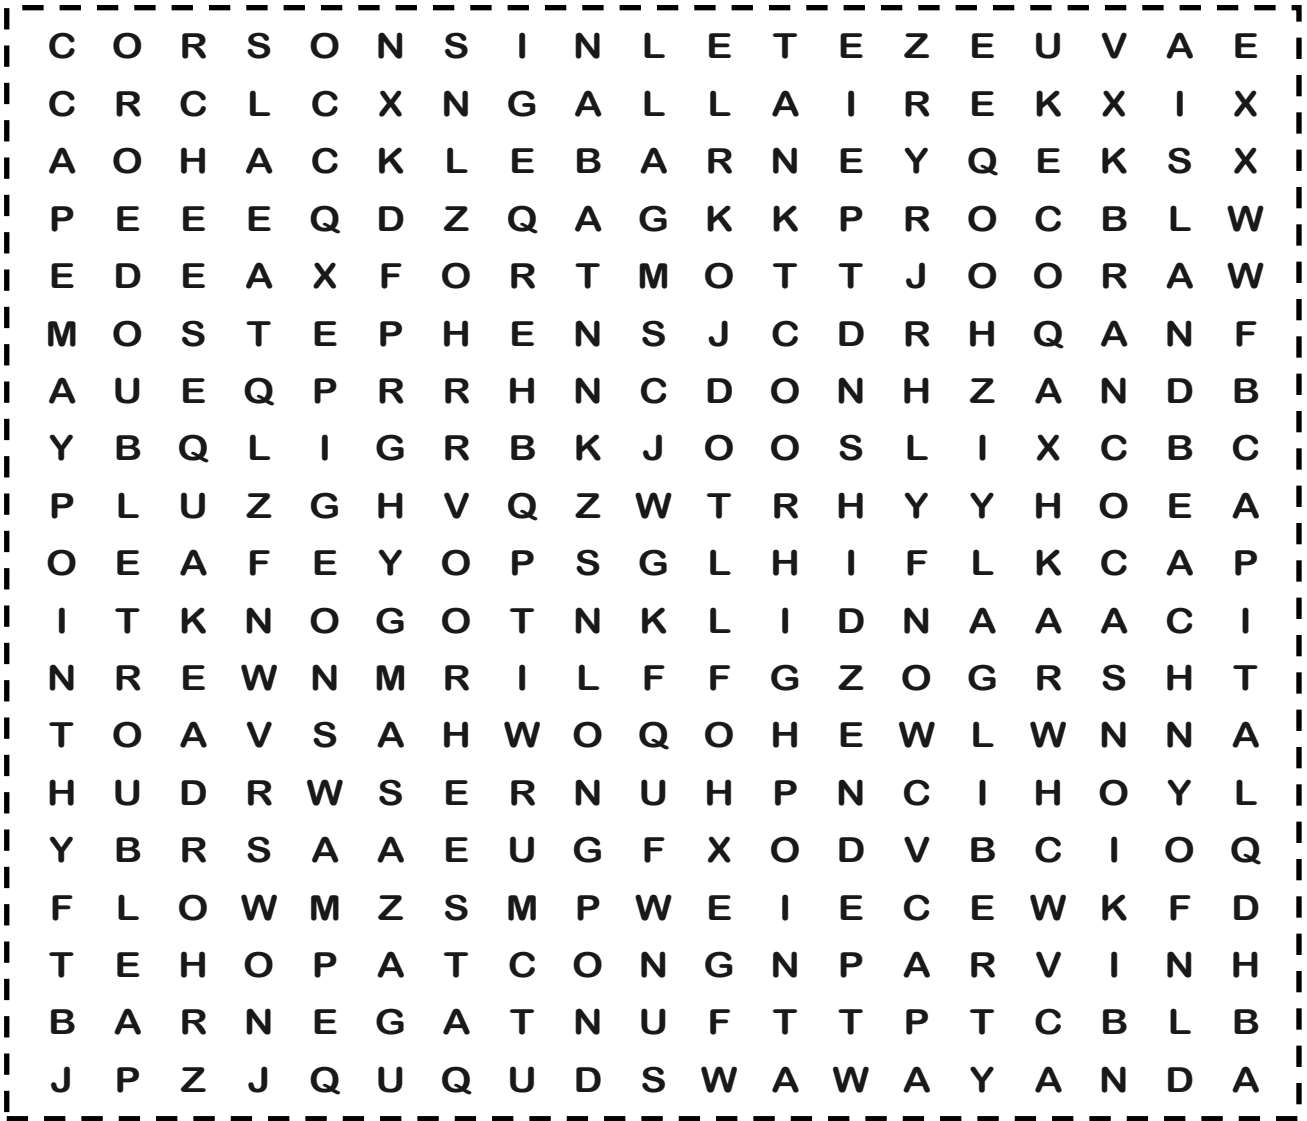 C O R S O N S I N L E T E Z E U V A E
C R C L C X N G A L L A I R E K X I X
A O H A C K L E B A R N E Y Q E K S X
P E E E Q D Z Q A G K K P R O C B L W
E D E A X F O R T M O T T J O O R A W
M O S T E P H E N S J C D R H Q A N F
A U E Q P R R H N C D O N H Z A N D B
Y B Q L I G R B K J O O S L I X C B C
P L U Z G H V Q Z W T R H Y Y H O E A
O E A F E Y O P S G L H I F L K C A P
I T K N O G O T N K L I D N A A A C I
N R E W N M R I L F F G Z O G R S H T
T O A V S A H W O Q O H E W L W N N A
H U D R W S E R N U H P N C I H O Y L
Y B R S A A E U G F X O D V B C I O Q
F L O W M Z S M P W E I E C E W K F D
T E H O P A T C O N G N P A R V I N H
B A R N E G A T N U F T T P T C B L B
J P Z J Q U Q U D S W A W A Y A N D A